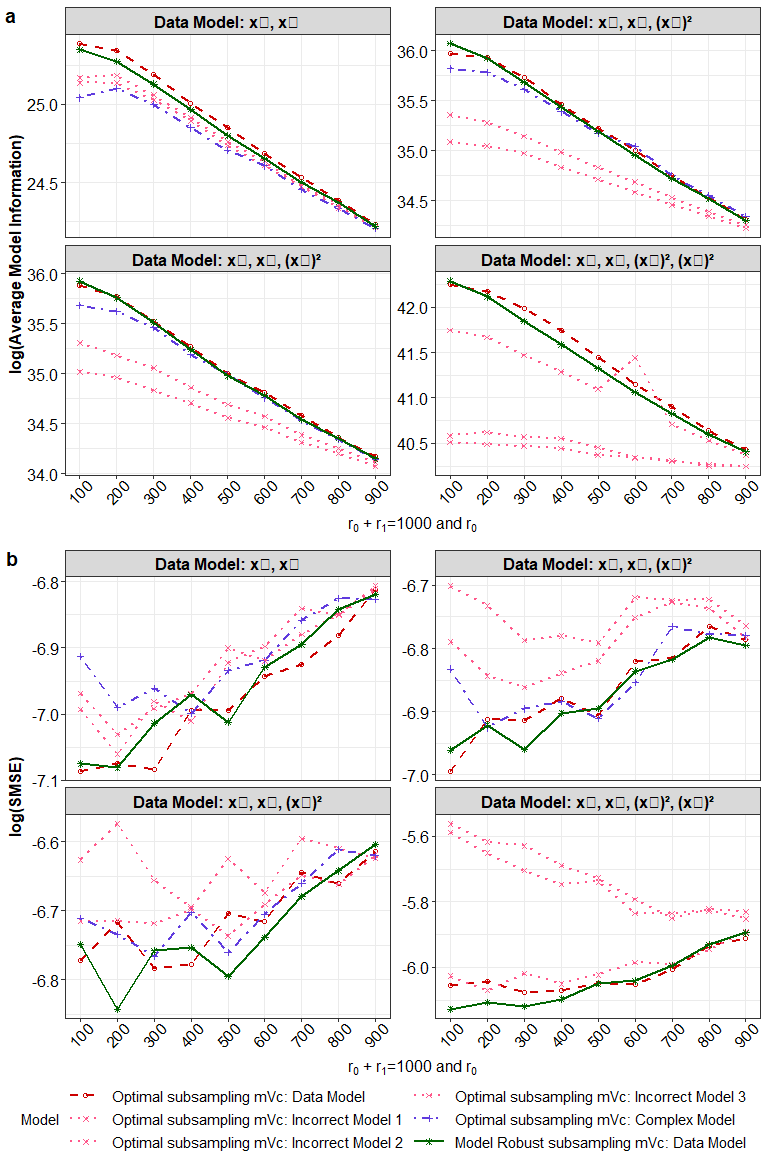 a
Data Model: x▯, x▯
Data Model: x▯, x▯, (x▯)²
25.0
24.5
36.0
35.5
35.0
34.5
Data Model: x▯, x▯, (x▯)²
Data Model: x▯, x▯, (x▯)², (x▯)²
36.0
35.5
35.0
34.5
34.0
42.0
41.5
41.0
40.5
log(Average Model Information)
100 200 300 400 500 600 700 800 900
100 200 300 400 500 600 700 800 900
r₀ + r₁=1000 and r₀
b
Data Model: x▯, x▯
Data Model: x▯, x▯, (x▯)²
-6.8
-6.9
-7.0
-7.1
-6.7
-6.8
-6.9
-7.0
Data Model: x▯, x▯, (x▯)²
Data Model: x▯, x▯, (x▯)², (x▯)²
-6.6
-6.7
-6.8
-5.6
-5.8
-6.0
log(SMSE)
100 200 300 400 500 600 700 800 900
100 200 300 400 500 600 700 800 900
r₀ + r₁=1000 and r₀
Model
Optimal subsampling mVc: Data Model
Optimal subsampling mVc: Incorrect Model 1
Optimal subsampling mVc: Incorrect Model 2
Optimal subsampling mVc: Incorrect Model 3
Optimal subsampling mVc: Complex Model
Model Robust subsampling mVc: Data Model